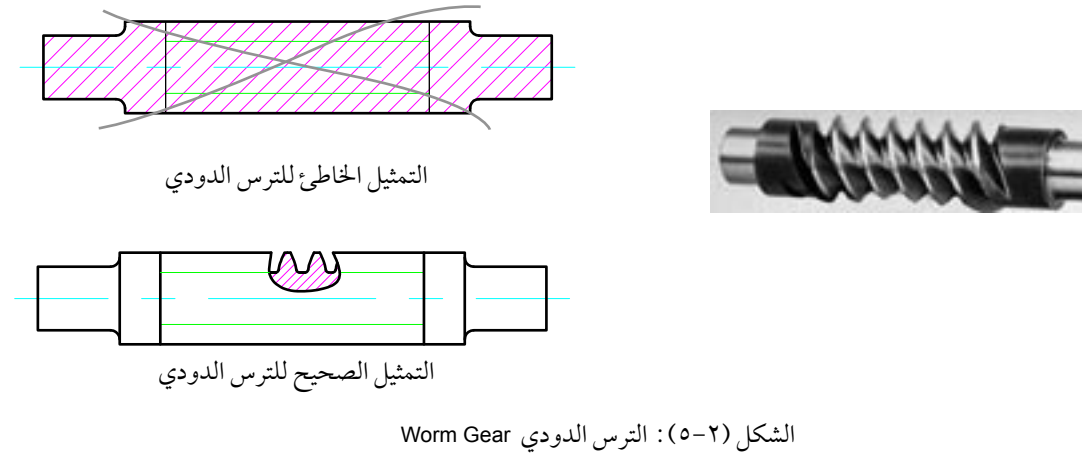 التمثيل الخاطئ للترس الدودي
التمثيل الصحيح للترس الدودي
الشكل (٢-٥): الترس الدودي Worm Gear